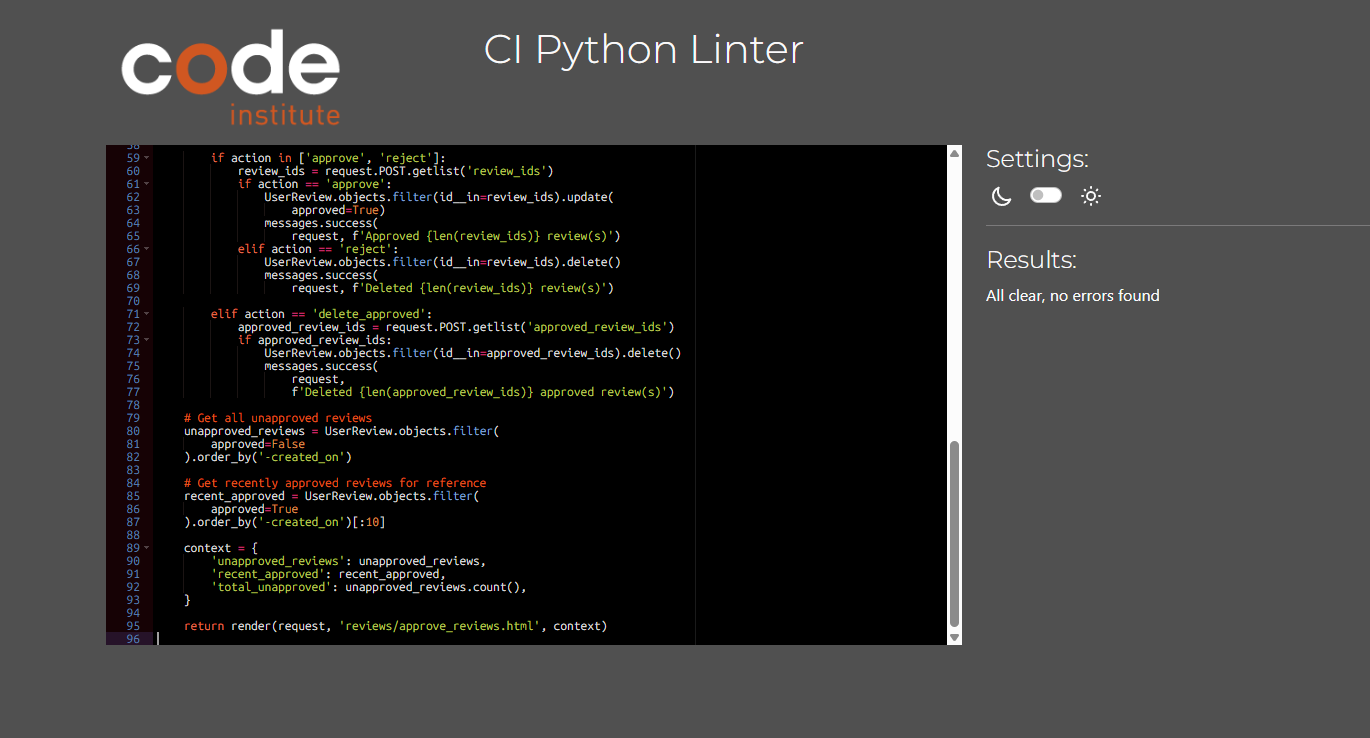 code
institute
CI Python Linter
58
59 if action in ['approve', 'reject']:
60 review_ids = request.POST.getlist('review_ids')
61 if action == 'approve':
62 UserReview.objects.filter(id__in=review_ids).update(
63 approved=True)
64 messages.success(
65 request, f'Approved {len(review_ids)} review(s)')
66 elif action == 'reject':
67 UserReview.objects.filter(id__in=review_ids).delete()
68 messages.success(
69 request, f'Deleted {len(review_ids)} review(s)')
70
71 elif action == 'delete_approved':
72 approved_review_ids = request.POST.getlist('approved_review_ids')
73 if approved_review_ids:
74 UserReview.objects.filter(id__in=approved_review_ids).delete()
75 messages.success(
76 request,
77 f'Deleted {len(approved_review_ids)} approved review(s)')
78
79 # Get all unapproved reviews
80 unapproved_reviews = UserReview.objects.filter(
81 approved=False
82 ).order_by('-created_on')
83
84 # Get recently approved reviews for reference
85 recent_approved = UserReview.objects.filter(
86 approved=True
87 ).order_by('-created_on')[:10]
88
89 context = {
90 'unapproved_reviews': unapproved_reviews,
91 'recent_approved': recent_approved,
92 'total_unapproved': unapproved_reviews.count(),
93 }
94
95 return render(request, 'reviews/approve_reviews.html', context)
96
Settings:
Results:
All clear, no errors found